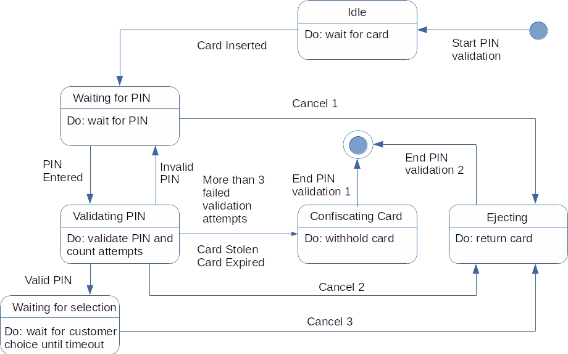 Idle
Do: wait for card
Start PIN
validation
Card Inserted
Waiting for PIN
Do: wait for PIN
Cancel 1
PIN
Entered
Invalid
PIN
More than 3
failed
validation
attempts
End PIN
validation 1
End PIN
validation 2
Validating PIN
Do: validate PIN and
count attempts
Card Stolen
Card Expired
Confiscating Card
Do: withhold card
Ejecting
Do: return card
Valid PIN
Cancel 2
Waiting for selection
Do: wait for customer
choice until timeout
Cancel 3